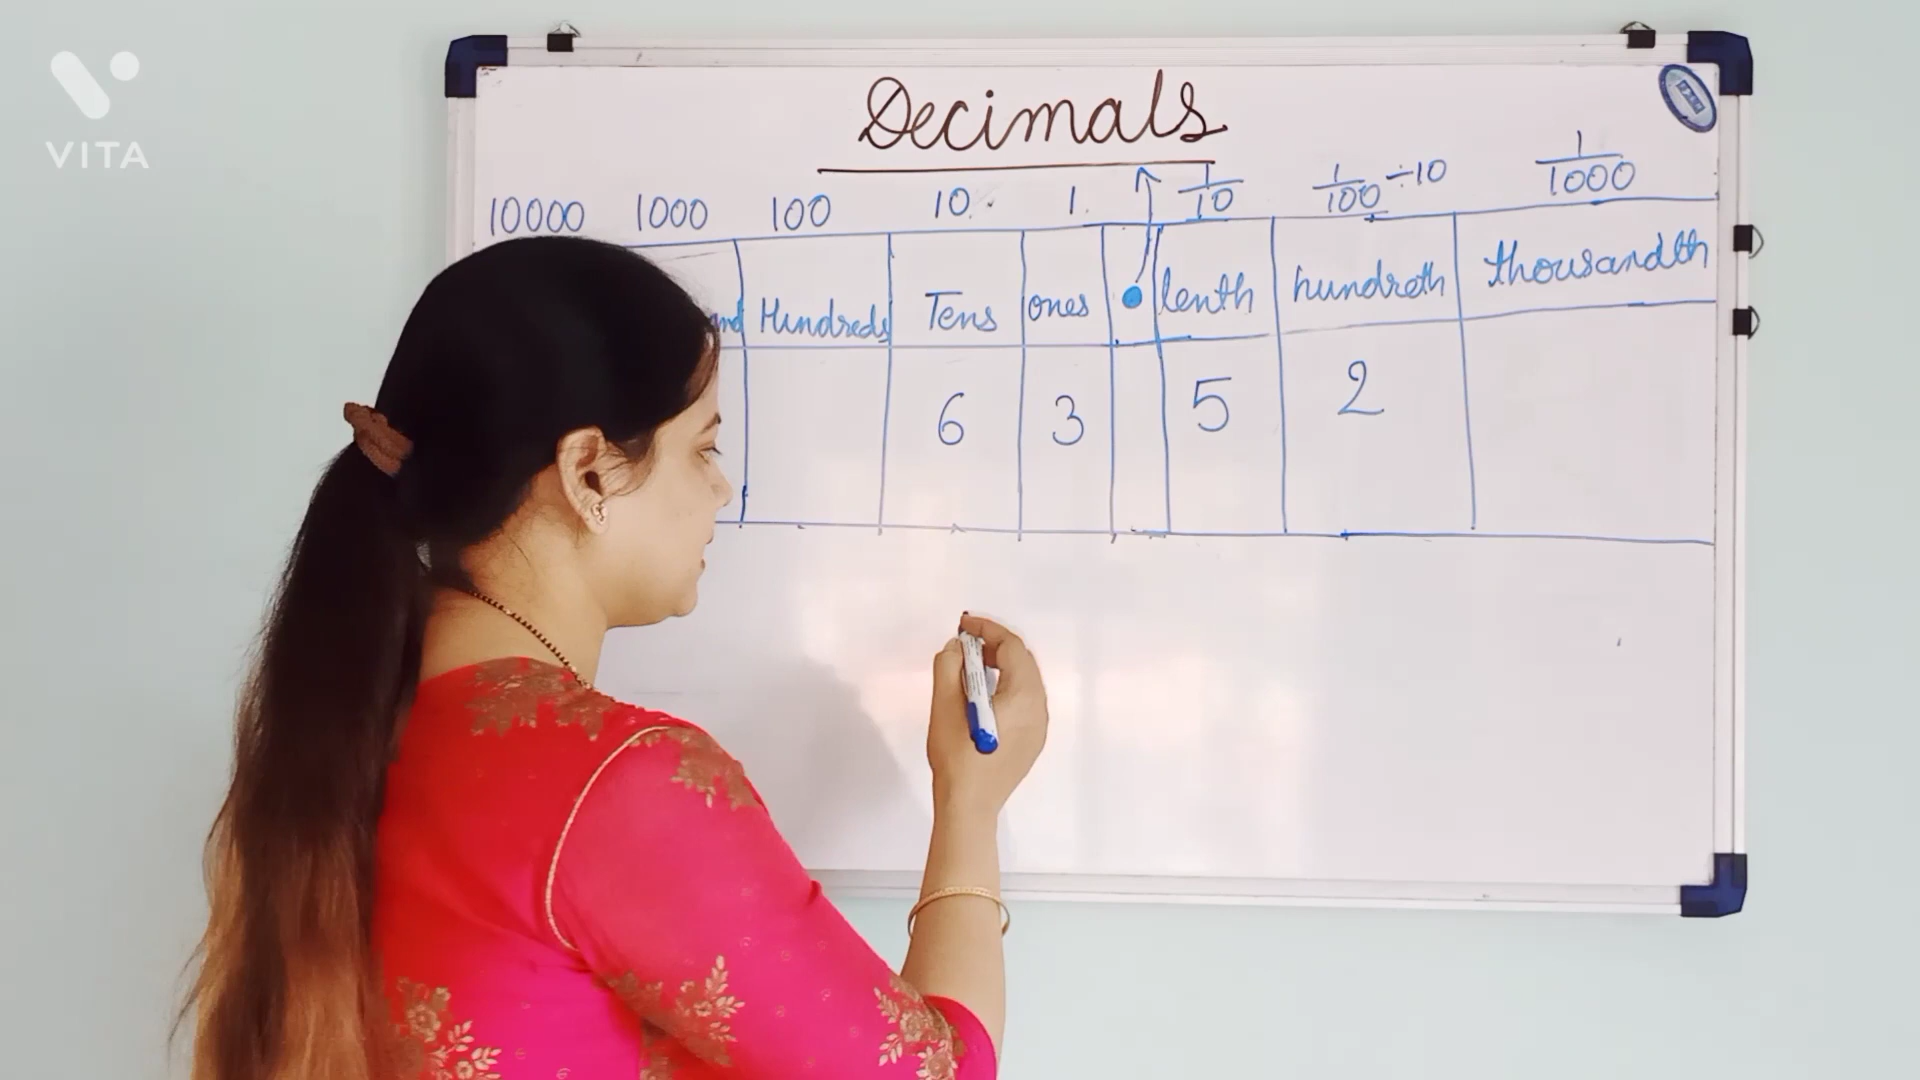 VITA
Decimals
10000 1000 100 10 1 1/10 1/100 ÷10 1/1000
Hundreds Tens ones • tenth hundreth thousandth
6 3 5 2